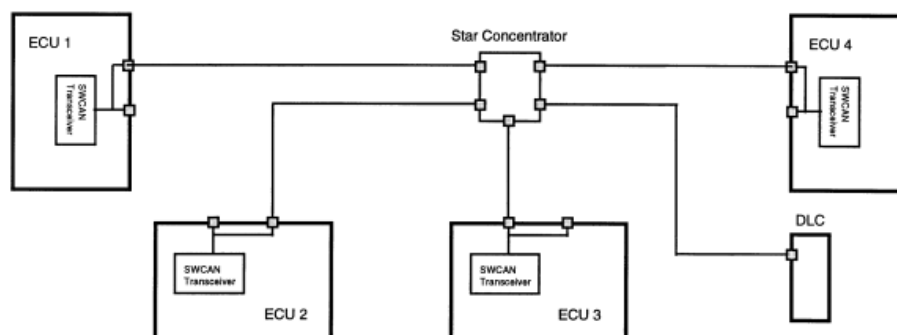 ECU 1
Star Concentrator
ECU 4
SWCAN
Transceiver
SWCAN
Transceiver
DLC
SWCAN
Transceiver
ECU 2
SWCAN
Transceiver
ECU 3